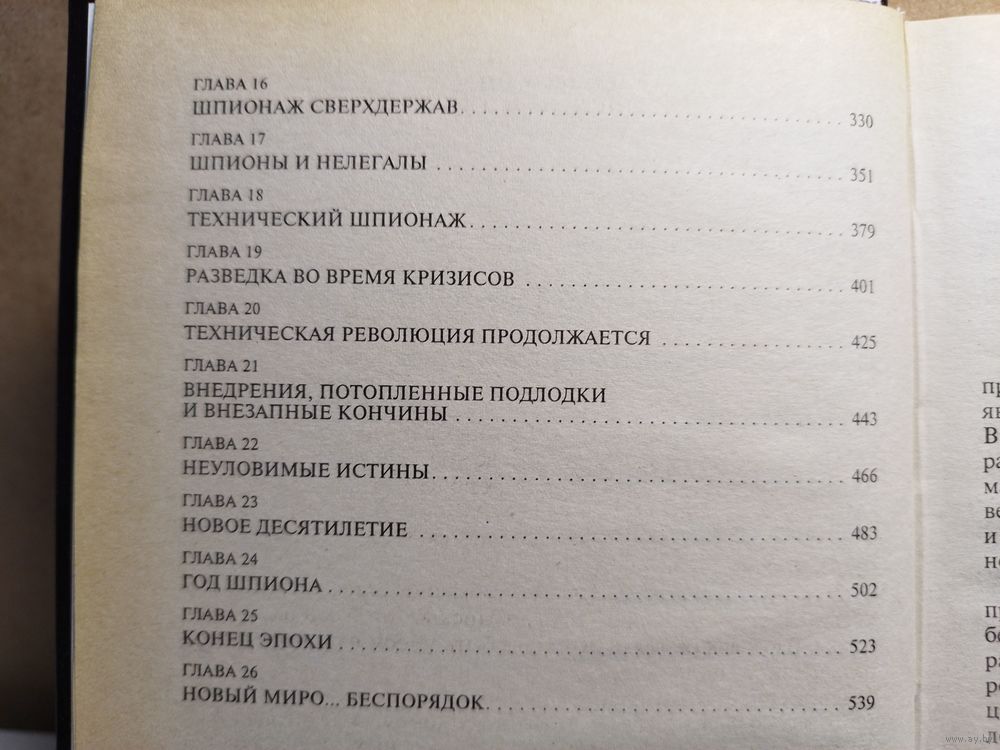 ГЛАВА 16
ШПИОНАЖ СВЕРХДЕРЖАВ. . . . . . . . . . . . . . . . . . . . . . . . . . . . . . 330
ГЛАВА 17
ШПИОНЫ И НЕЛЕГАЛЫ . . . . . . . . . . . . . . . . . . . . . . . . . . . . . . 351
ГЛАВА 18
ТЕХНИЧЕСКИЙ ШПИОНАЖ. . . . . . . . . . . . . . . . . . . . . . . . . . . . . 379
ГЛАВА 19
РАЗВЕДКА ВО ВРЕМЯ КРИЗИСОВ . . . . . . . . . . . . . . . . . . . . . . . . 401
ГЛАВА 20
ТЕХНИЧЕСКАЯ РЕВОЛЮЦИЯ ПРОДОЛЖАЕТСЯ . . . . . . . . . . . . . . 425
ГЛАВА 21
ВНЕДРЕНИЯ, ПОТОПЛЕННЫЕ ПОДЛОДКИ
И ВНЕЗАПНЫЕ КОНЧИНЫ . . . . . . . . . . . . . . . . . . . . . . . . . . . . . 443
ГЛАВА 22
НЕУЛОВИМЫЕ ИСТИНЫ. . . . . . . . . . . . . . . . . . . . . . . . . . . . . . . 466
ГЛАВА 23
НОВОЕ ДЕСЯТИЛЕТИЕ . . . . . . . . . . . . . . . . . . . . . . . . . . . . . . . . 483
ГЛАВА 24
ГОД ШПИОНА . . . . . . . . . . . . . . . . . . . . . . . . . . . . . . . . . . . . . . . 502
ГЛАВА 25
КОНЕЦ ЭПОХИ . . . . . . . . . . . . . . . . . . . . . . . . . . . . . . . . . . . . . . 523
ГЛАВА 26
НОВЫЙ МИРО... БЕСПОРЯДОК. . . . . . . . . . . . . . . . . . . . . . . . . . . 539
В
и